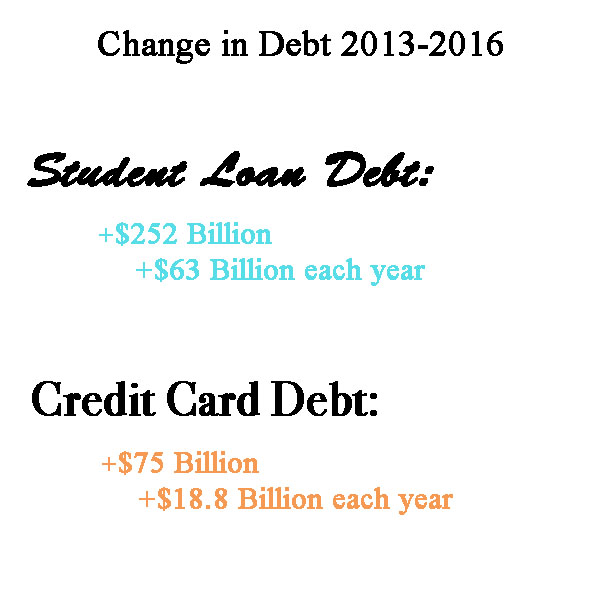 Change in Debt 2013-2016
Student Loan Debt:
+$252 Billion
+$63 Billion each year
Credit Card Debt:
+$75 Billion
+$18.8 Billion each year